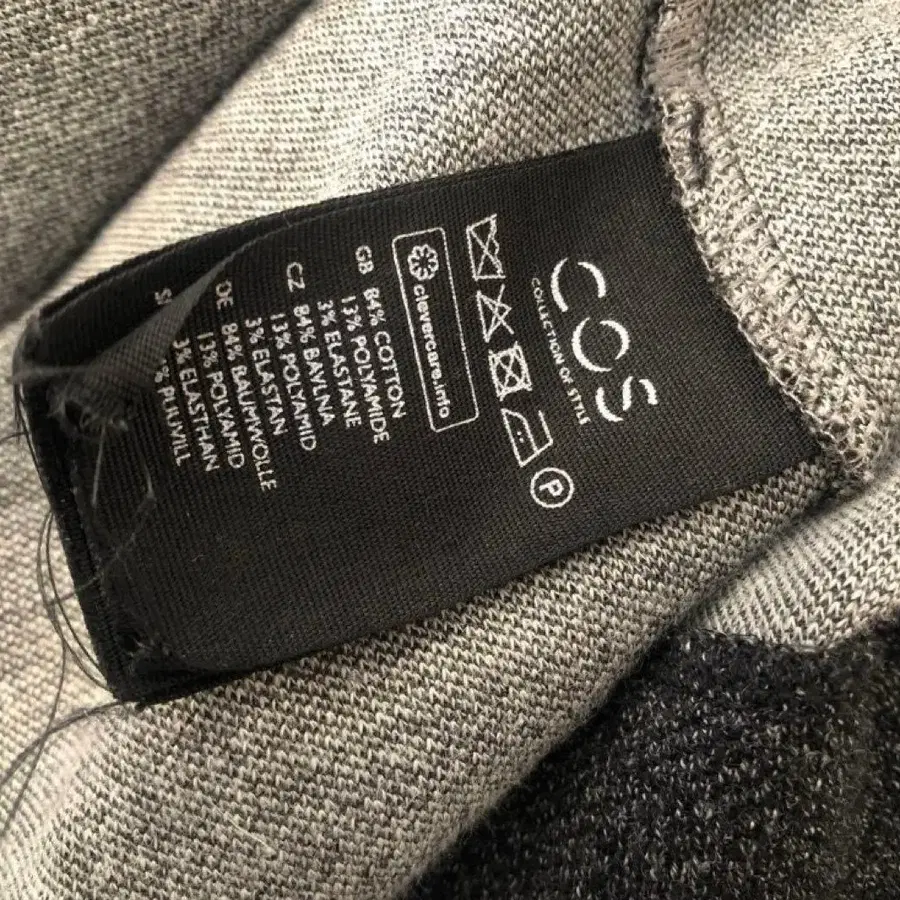 COS
COLLECTION OF STYLE
P
clevercare.info
GB 84% COTTON
13% POLYAMIDE
3% ELASTANE
CZ 84% BAVLNA
13% POLYAMID
3% ELASTAN
DE 84% BAUMWOLLE
13% POLYAMID
3% ELASTHAN
PUUVILL